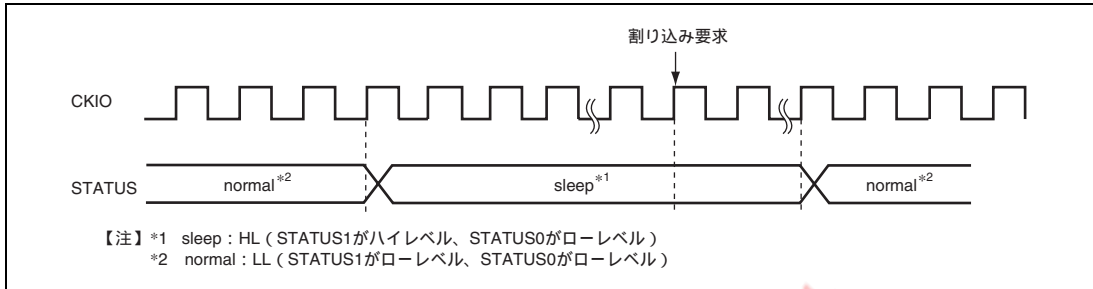 割り込み要求
CKIO
STATUS normal*2 sleep*1 normal*2
【注】*1 sleep：HL（STATUS1がハイレベル、STATUS0がローレベル）
*2 normal：LL（STATUS1がローレベル、STATUS0がローレベル）